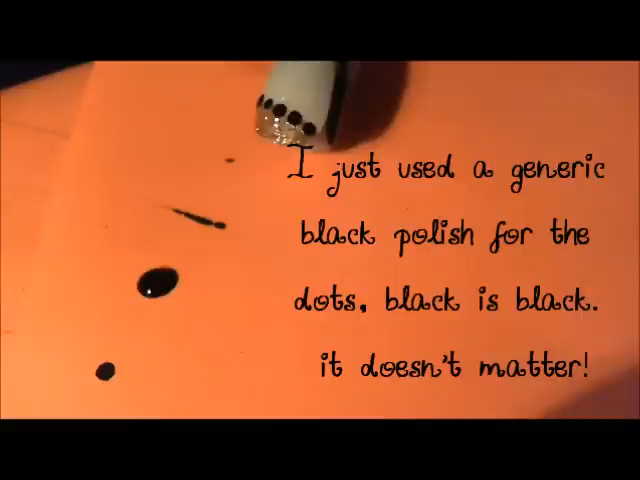 I just used a generic
black polish for the
dots, black is black.
it doesn't matter!